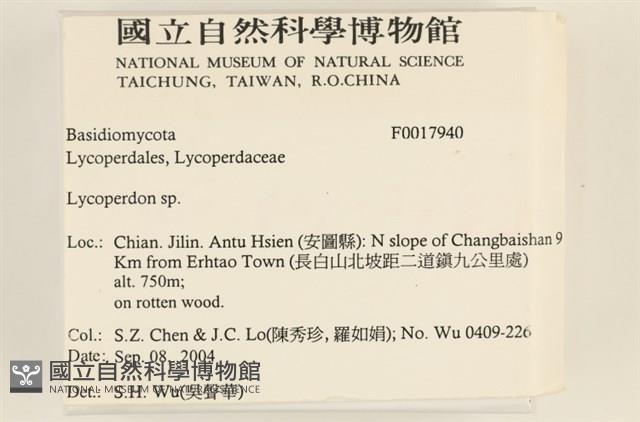 國立自然科學博物館
NATIONAL MUSEUM OF NATURAL SCIENCE
TAICHUNG, TAIWAN, R.O.CHINA
Basidiomycota F0017940
Lycoperdales, Lycoperdaceae
Lycoperdon sp.
Loc.: Chian. Jilin. Antu Hsien (安圖縣): N slope of Changbaishan 9
Km from Erhtao Town (長白山北坡距二道鎮九公里處)
alt. 750m;
on rotten wood.
Col.: S.Z. Chen & J.C. Lo(陳秀珍, 羅如娟); No. Wu 0409-226
Date: Sep. 08, 2004
國立自然科學博物館
NATIONAL MUSEUM OF NATURAL SCIENCE
Det.: S.H. Wu(吳聲華)